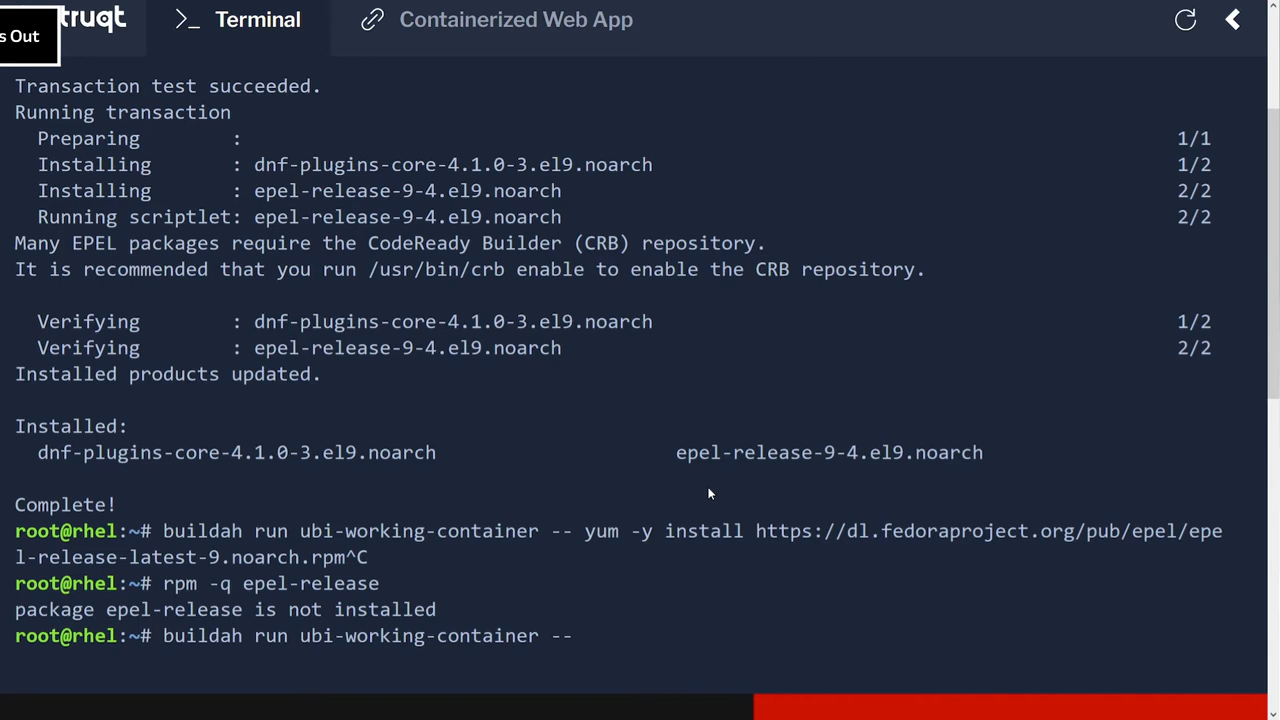 s Out
truqt
>_ Terminal
Containerized Web App
Transaction test succeeded.
Running transaction
Preparing : 1/1
Installing : dnf-plugins-core-4.1.0-3.el9.noarch 1/2
Installing : epel-release-9-4.el9.noarch 2/2
Running scriptlet: epel-release-9-4.el9.noarch 2/2
Many EPEL packages require the CodeReady Builder (CRB) repository.
It is recommended that you run /usr/bin/crb enable to enable the CRB repository.
Verifying : dnf-plugins-core-4.1.0-3.el9.noarch 1/2
Verifying : epel-release-9-4.el9.noarch 2/2
Installed products updated.
Installed:
dnf-plugins-core-4.1.0-3.el9.noarch epel-release-9-4.el9.noarch
Complete!
root@rhel:~# buildah run ubi-working-container -- yum -y install https://dl.fedoraproject.org/pub/epel/epe
l-release-latest-9.noarch.rpm^C
root@rhel:~# rpm -q epel-release
package epel-release is not installed
root@rhel:~# buildah run ubi-working-container --